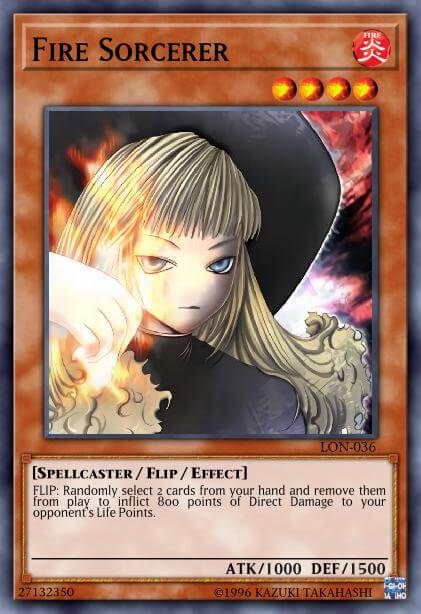 FIRE SORCERER
FIRE
炎
LON-036
[SPELLCASTER / FLIP / EFFECT]
FLIP: Randomly select 2 cards from your hand and remove them
from play to inflict 800 points of Direct Damage to your
opponent's Life Points.
ATK/1000 DEF/1500
27132350
©1996 KAZUKI TAKAHASHI